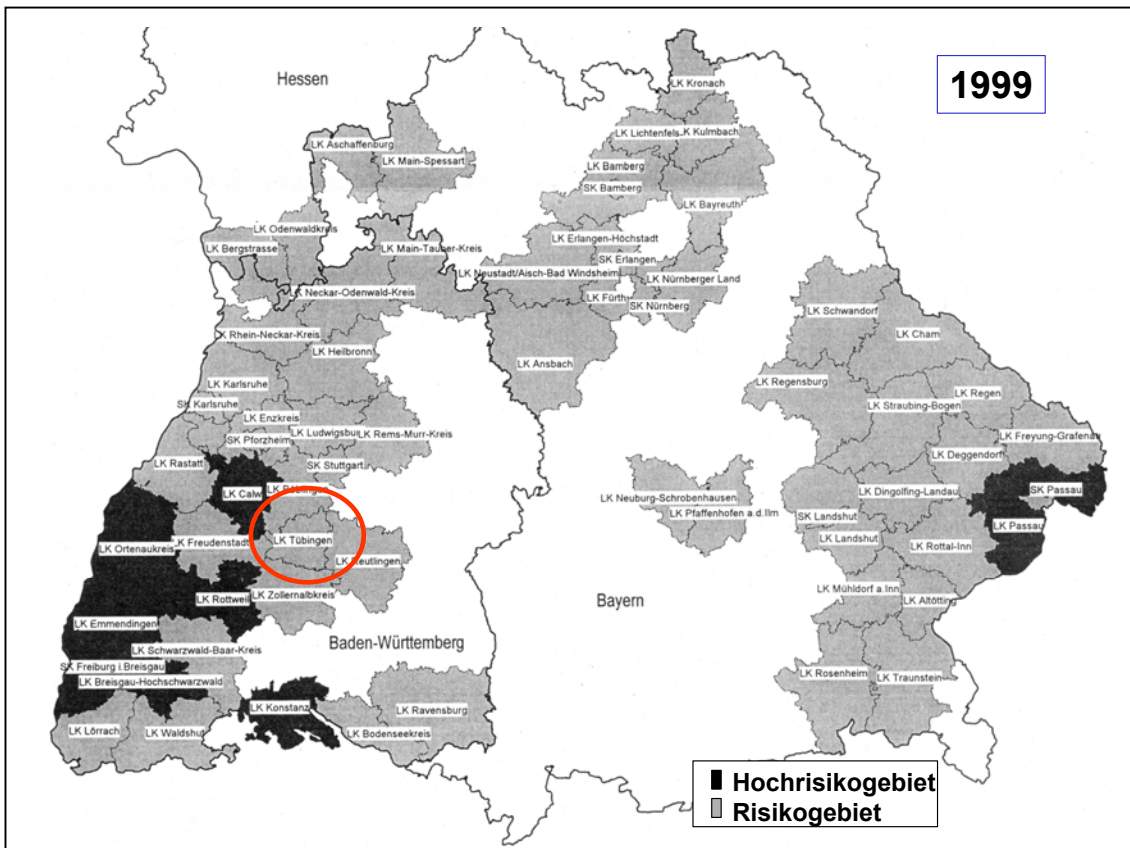 1999
Hessen
LK Kronach
LK Lichtenfels
LK Kulmbach
LK Aschaffenburg
LK Main-Spessart
LK Bamberg
SK Bamberg
LK Bayreuth
LK Odenwaldkreis
LK Bergstrasse
LK Main-Tauber-Kreis
LK Erlangen-Höchstadt
SK Erlangen
LK Neustadt/Aisch-Bad Windsheim
LK Nürnberger Land
LK Neckar-Odenwald-Kreis
LK Fürth
SK Nürnberg
LK Schwandorf
LK Rhein-Neckar-Kreis
LK Cham
LK Heilbronn
LK Ansbach
LK Karlsruhe
LK Regensburg
LK Regen
SK Karlsruhe
LK Straubing-Bogen
LK Enzkreis
LK Ludwigsbur
LK Rems-Murr-Kreis
SK Pforzheim
LK Freyung-Grafenau
LK Deggendorf
LK Rastatt
SK Stuttgart
LK Calw
LK
SK Passau
LK Dingolfing-Landau
LK Neuburg-Schrobenhausen
LK Pfaffenhofen a.d.Ilm
SK Landshut
LK Passau
LK Ortenaukreis
LK Freudenstadt
LK Tübingen
LK Landshut
LK Rottal-Inn
LK Reutlingen
LK Mühldorf a.Inn
LK Altötting
LK Rottweil
LK Zollernalbkreis
Bayern
LK Emmendingen
Baden-Württemberg
LK Schwarzwald-Baar-Kreis
SK Freiburg i.Breisgau
LK Breisgau-Hochschwarzwald
LK Rosenheim
LK Traunstein
LK Konstanz
LK Ravensburg
LK Lörrach
LK Waldshut
LK Bodenseekreis
Hochrisikogebiet
Risikogebiet